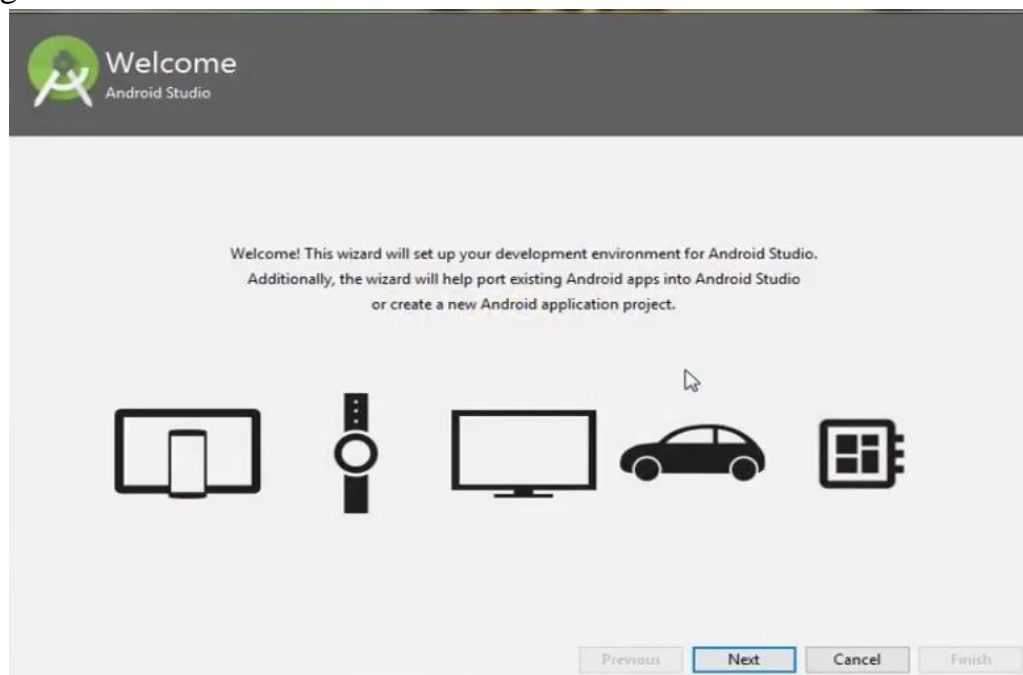 Welcome
Android Studio
Welcome! This wizard will set up your development environment for Android Studio.
Additionally, the wizard will help port existing Android apps into Android Studio
or create a new Android application project.
Previous
Next
Cancel
Finish